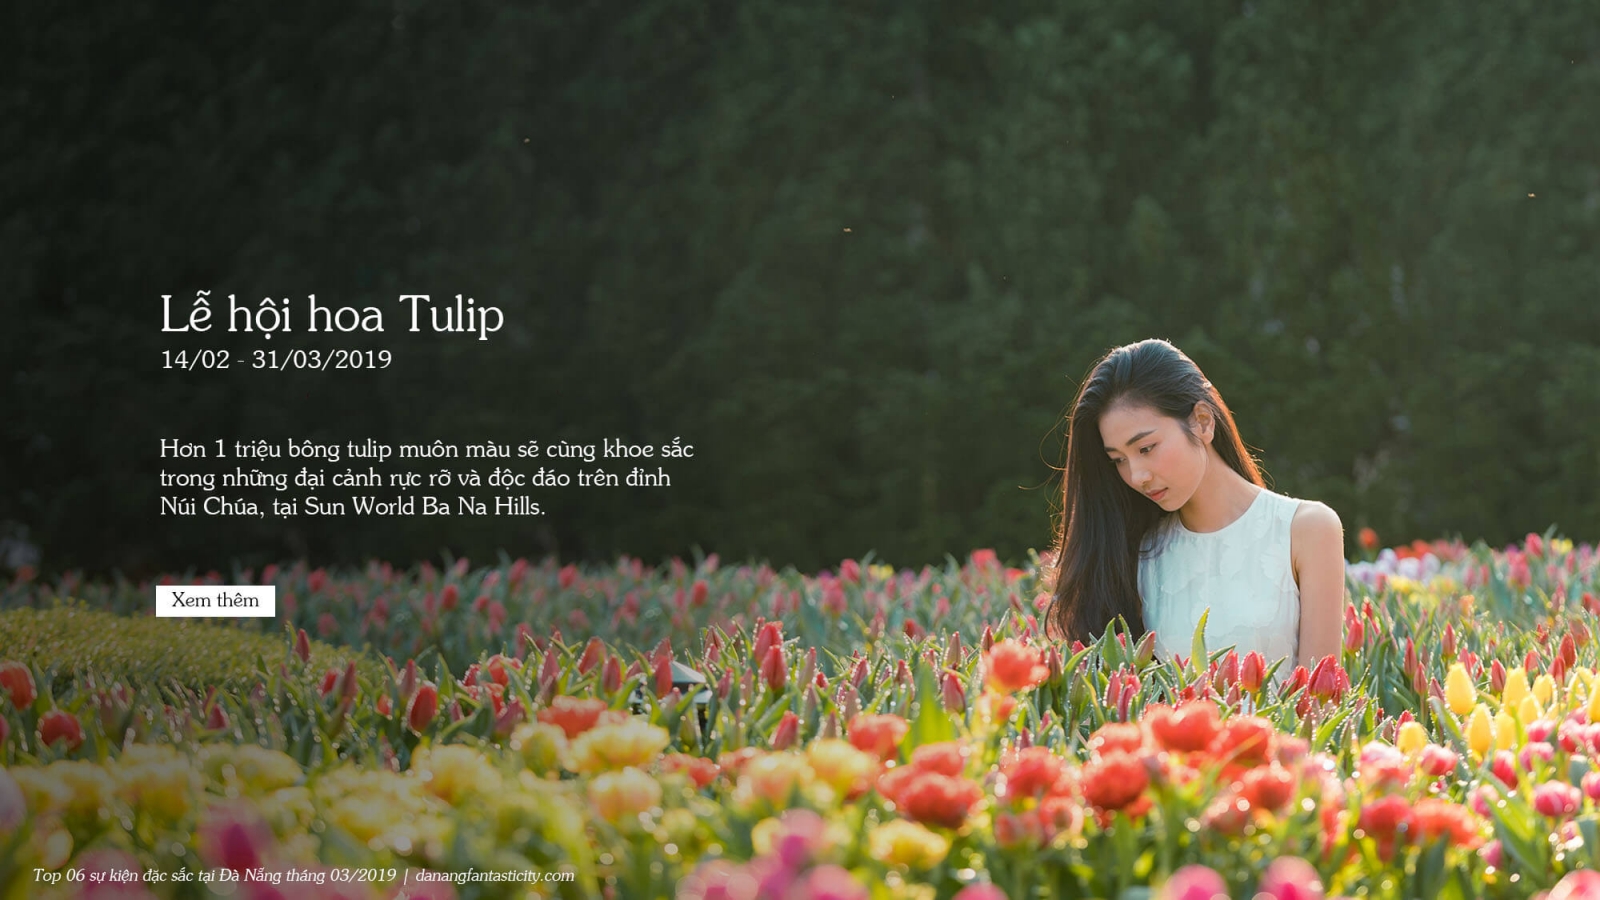 Lễ hội hoa Tulip
14/02 - 31/03/2019
Hơn 1 triệu bông tulip muôn màu sẽ cùng khoe sắc
trong những đại cảnh rực rỡ và độc đáo trên đỉnh
Núi Chúa, tại Sun World Ba Na Hills.
Xem thêm
Top 06 sự kiện đặc sắc tại Đà Nẵng tháng 03/2019 | danangfantasticity.com